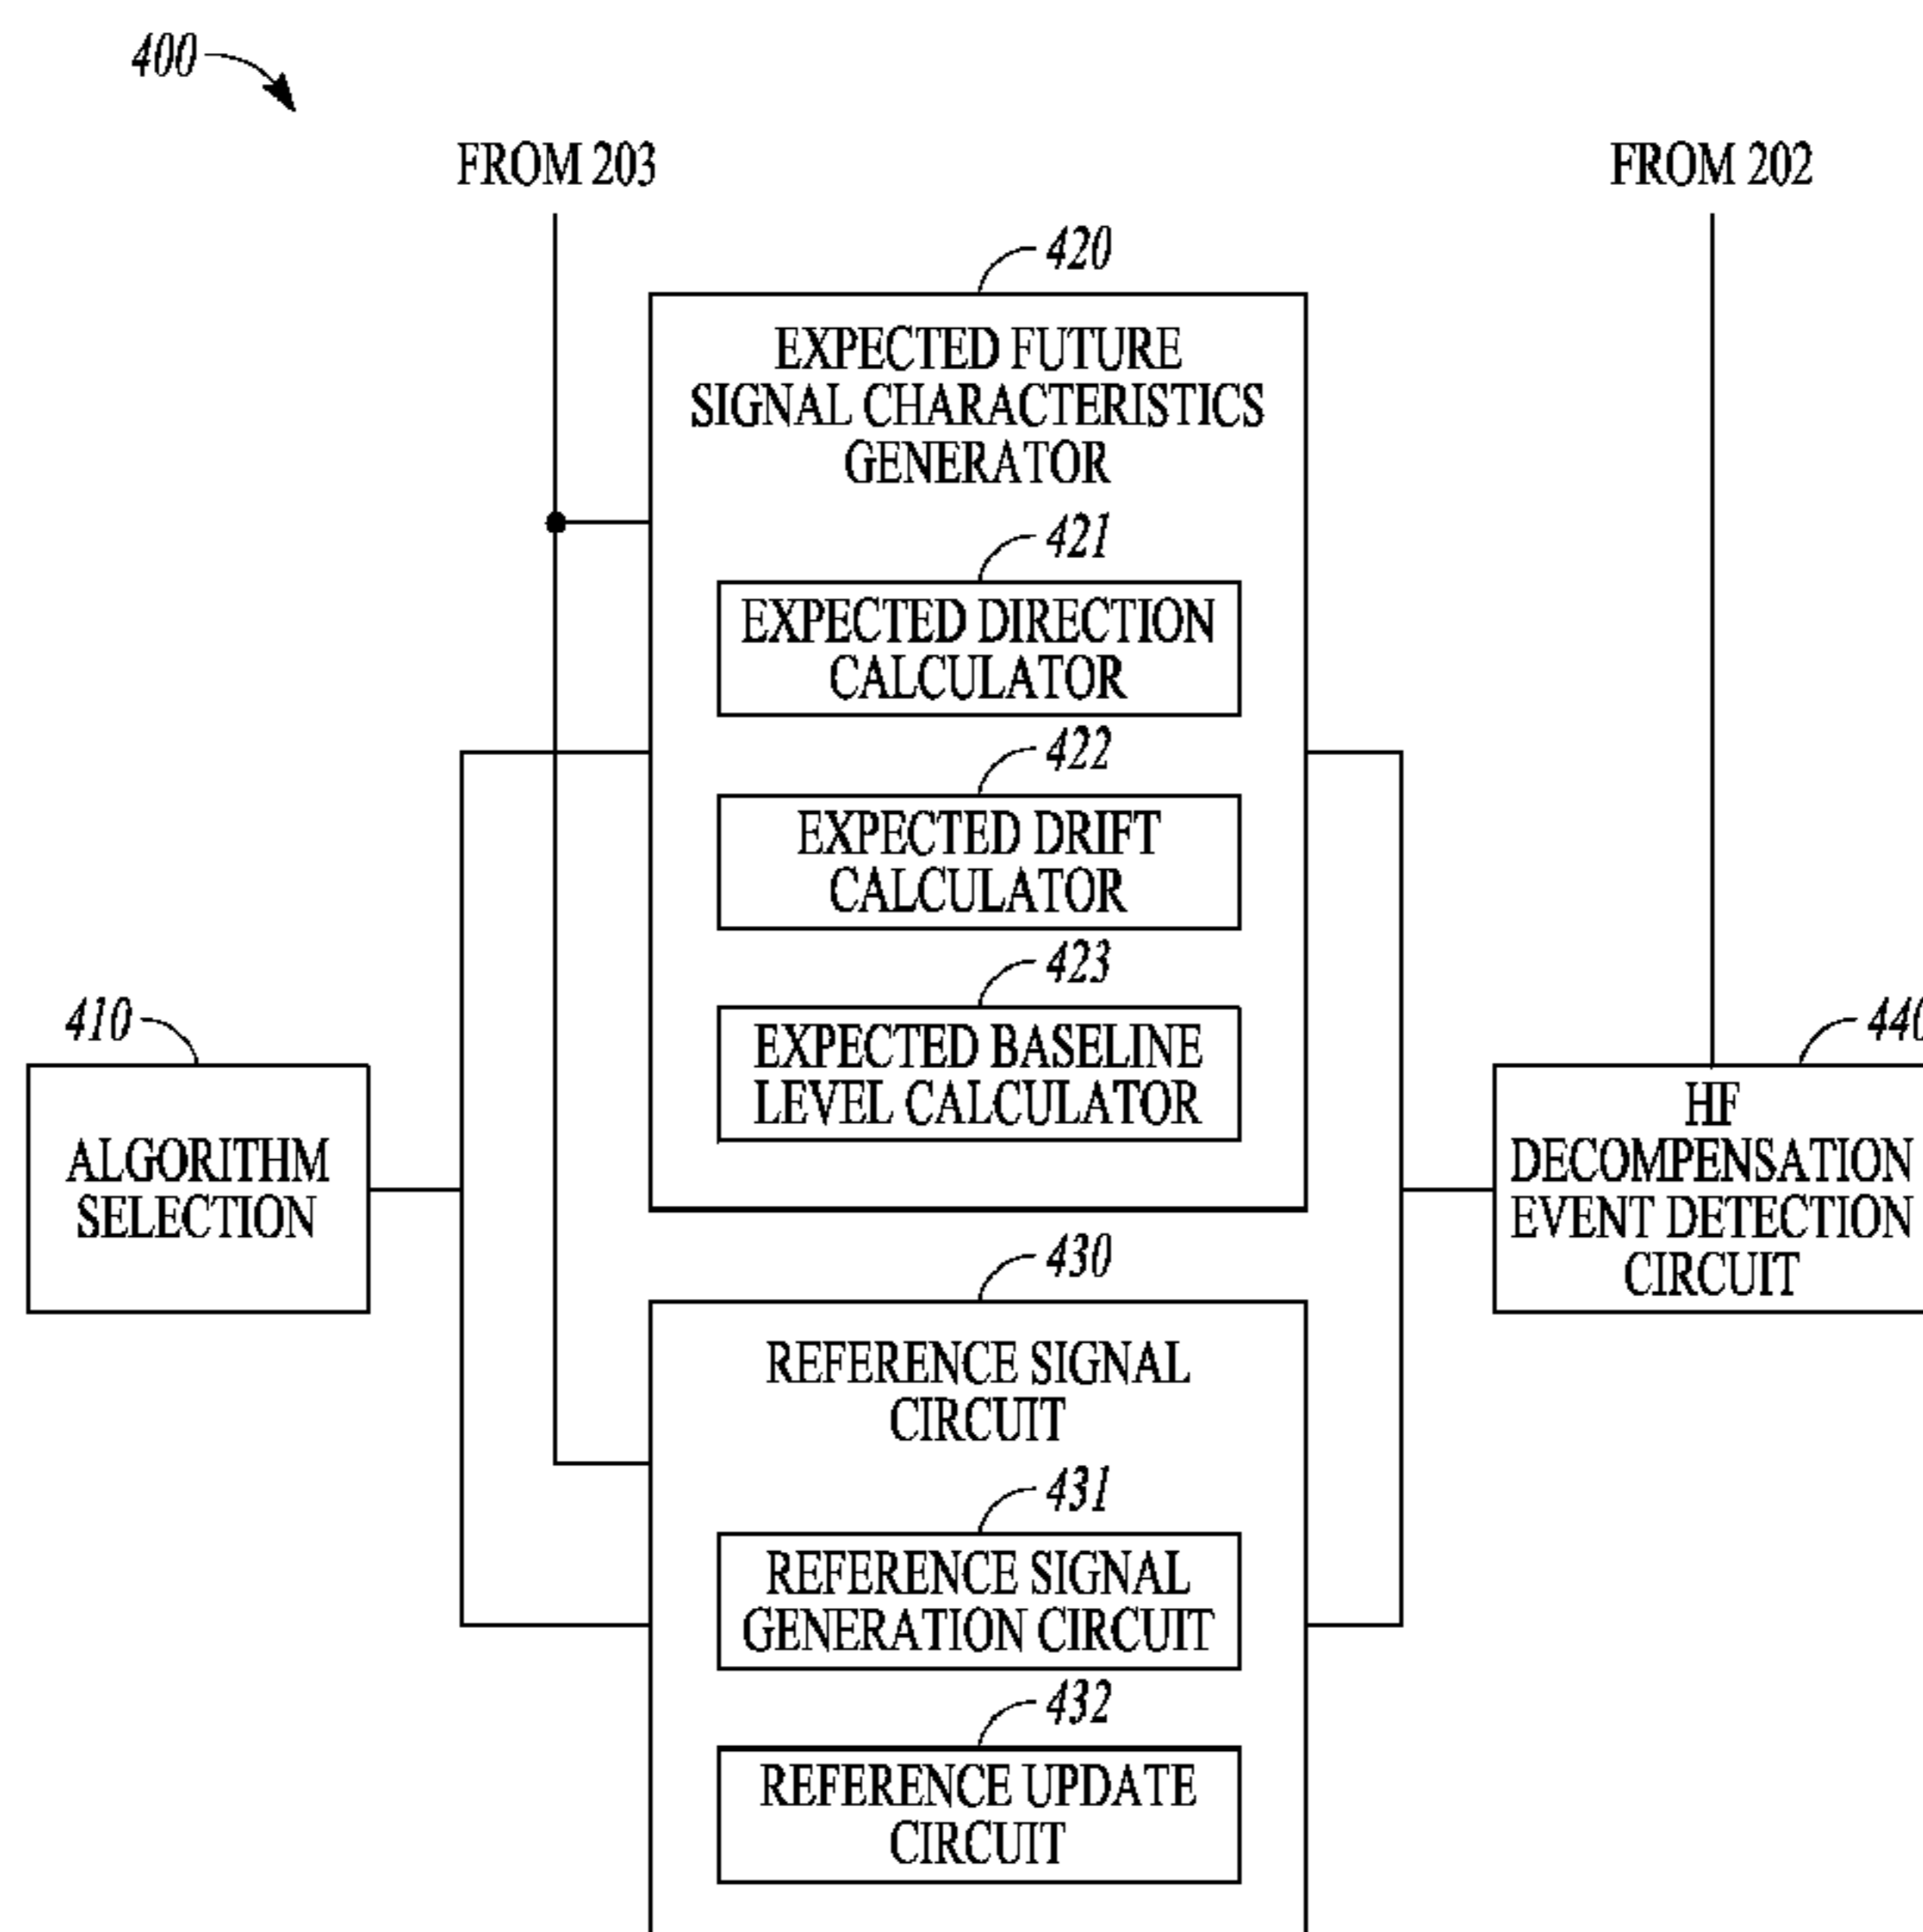 400
FROM 203
FROM 202
420
EXPECTED FUTURE
SIGNAL CHARACTERISTICS
GENERATOR
421
EXPECTED DIRECTION
CALCULATOR
422
EXPECTED DRIFT
CALCULATOR
423
EXPECTED BASELINE
LEVEL CALCULATOR
410
ALGORITHM
SELECTION
440
HF
DECOMPENSATION
EVENT DETECTION
CIRCUIT
430
REFERENCE SIGNAL
CIRCUIT
431
REFERENCE SIGNAL
GENERATION CIRCUIT
432
REFERENCE UPDATE
CIRCUIT